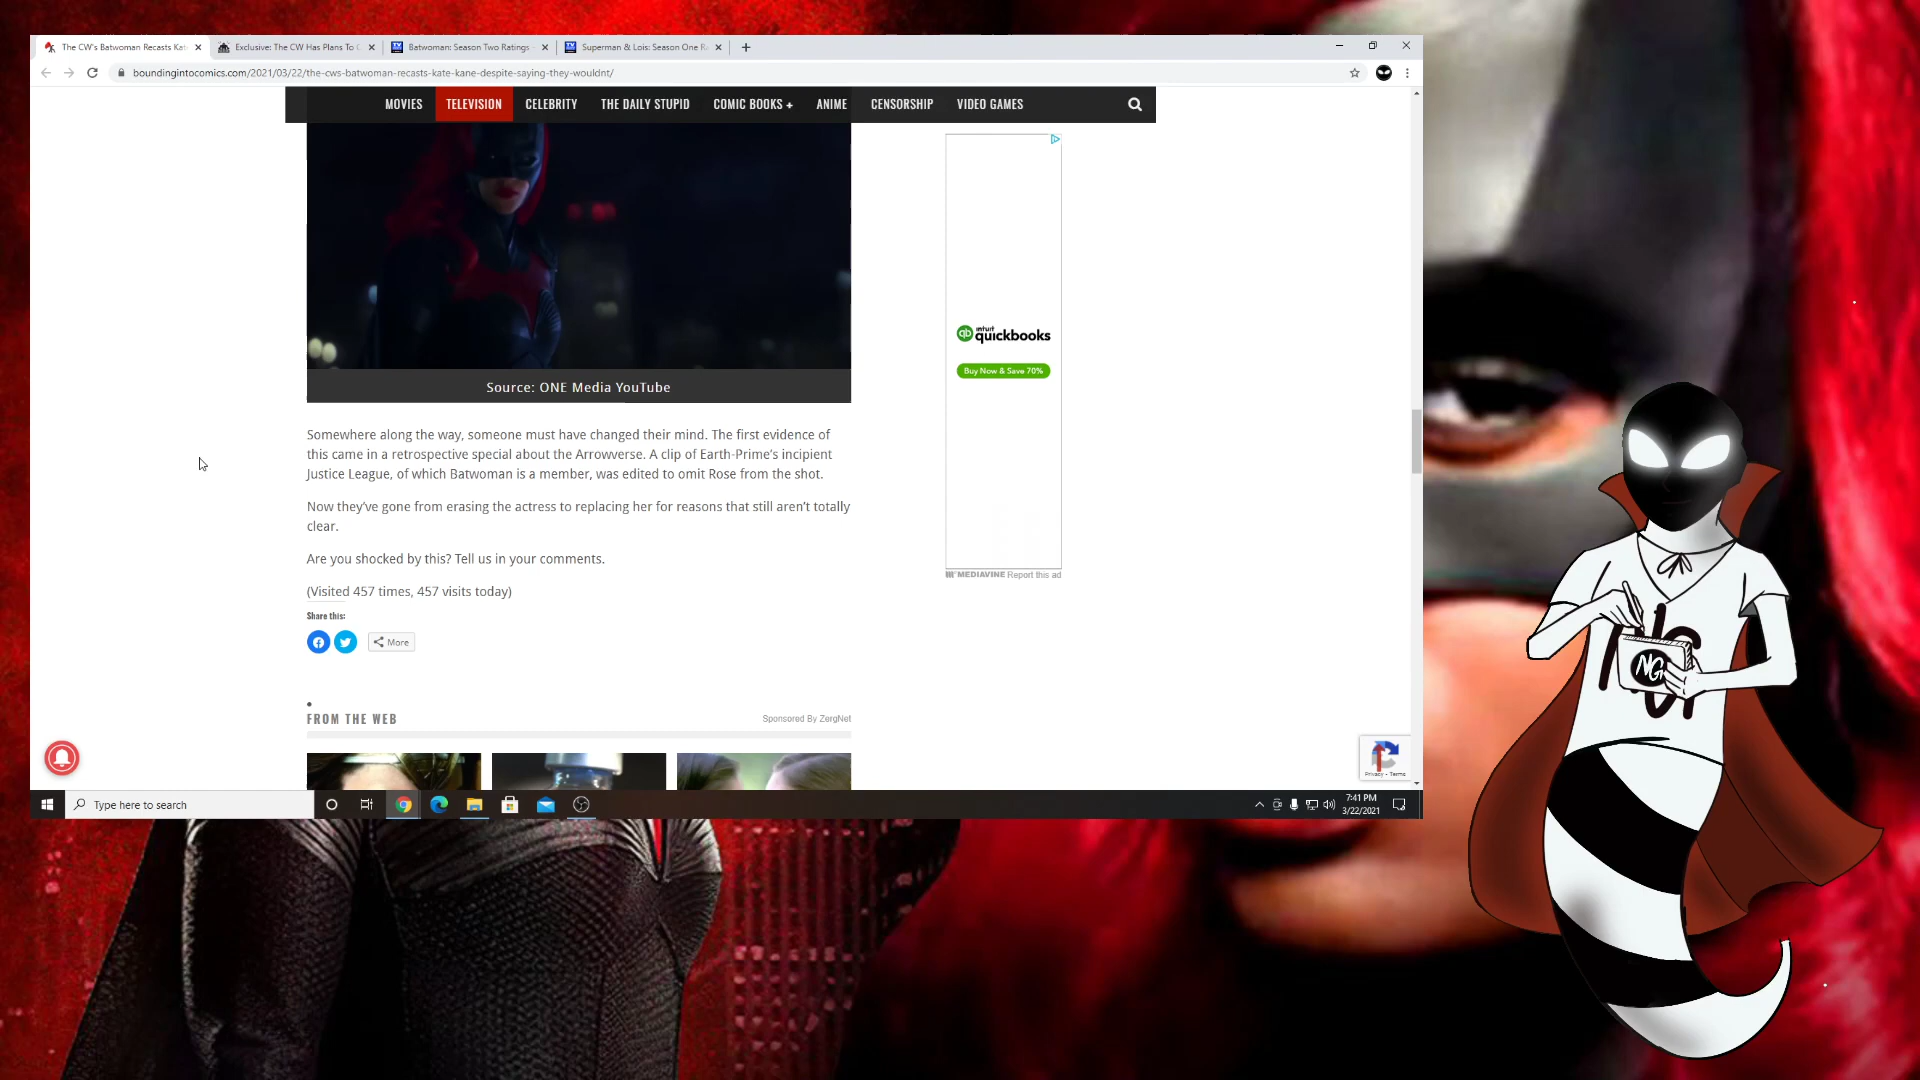 The CW's Batwoman Recasts Kat
Exclusive: The CW Has Plans To C
Batwoman: Season Two Ratings -
Superman & Lois: Season One R
boundingintocomics.com/2021/03/22/the-cws-batwoman-recasts-kate-kane-despite-saying-they-wouldnt/
MOVIES TELEVISION CELEBRITY THE DAILY STUPID COMIC BOOKS + ANIME CENSORSHIP VIDEO GAMES
Source: ONE Media YouTube
intuit
qb quickbooks
Buy Now & Save 70%
MEDIAVINE Report this ad
Somewhere along the way, someone must have changed their mind. The first evidence of
this came in a retrospective special about the Arrowverse. A clip of Earth-Prime's incipient
Justice League, of which Batwoman is a member, was edited to omit Rose from the shot.
Now they've gone from erasing the actress to replacing her for reasons that still aren't totally
clear.
Are you shocked by this? Tell us in your comments.
(Visited 457 times, 457 visits today)
Share this:
More
FROM THE WEB
Sponsored By ZergNet
Privacy - Terms
Type here to search
7:41 PM
3/22/2021
NG